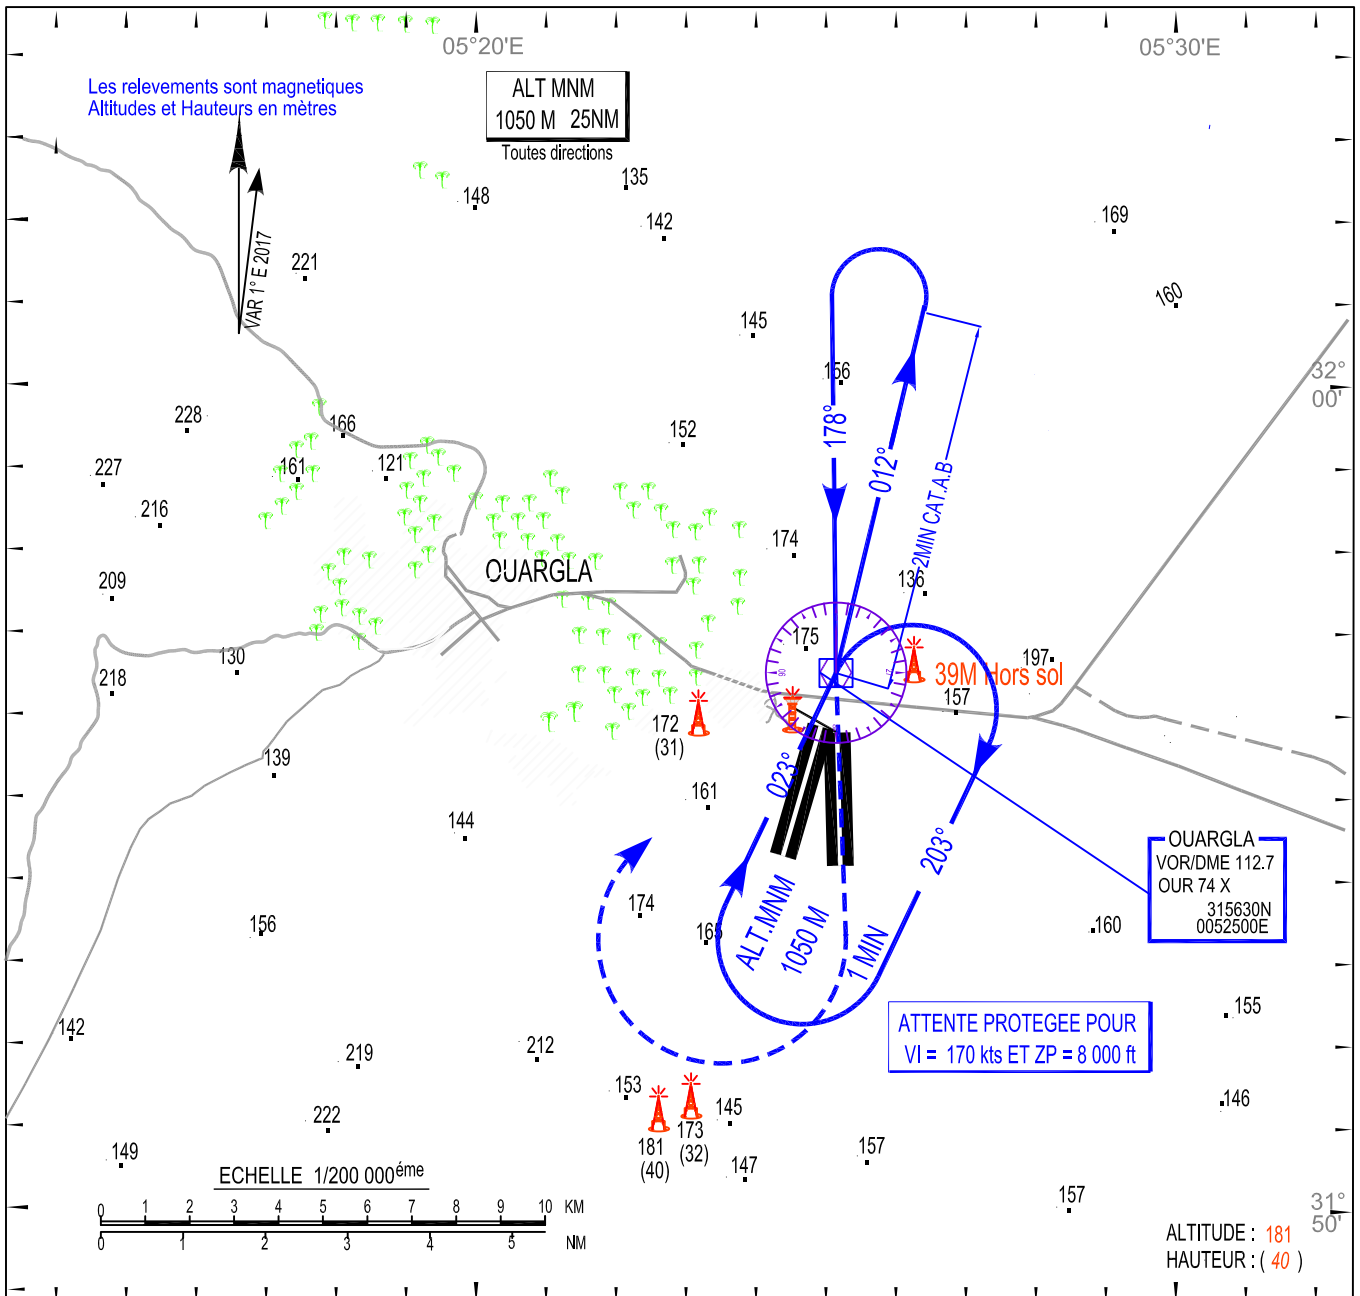 05°20'E
05°30'E
Les relevements sont magnetiques
Altitudes et Hauteurs en mètres
ALT MNM
1050 M 25NM
Toutes directions
VAR 1° E 2017
135
148
142
169
221
160
145
156
32°
00'
228
166
152
178°
012°
227
161
121
2MIN CAT.A.B
216
174
OUARGLA
136
209
175
130
197
39M Hors sol
218
157
172
(31)
139
023°
161
144
203°
OUARGLA
VOR/DME 112.7
OUR 74 X
315630N
0052500E
ALT.MNM
1050 M
1 MIN
174
156
165
160
155
ATTENTE PROTEGEE POUR
VI = 170 kts ET ZP = 8 000 ft
142
219
212
153
145
146
222
181
(40)
173
(32)
149
147
157
157
ECHELLE 1/200 000éme
0 1 2 3 4 5 6 7 8 9 10 KM
0 1 2 3 4 5 NM
31°
50'
ALTITUDE : 181
HAUTEUR : ( 40 )